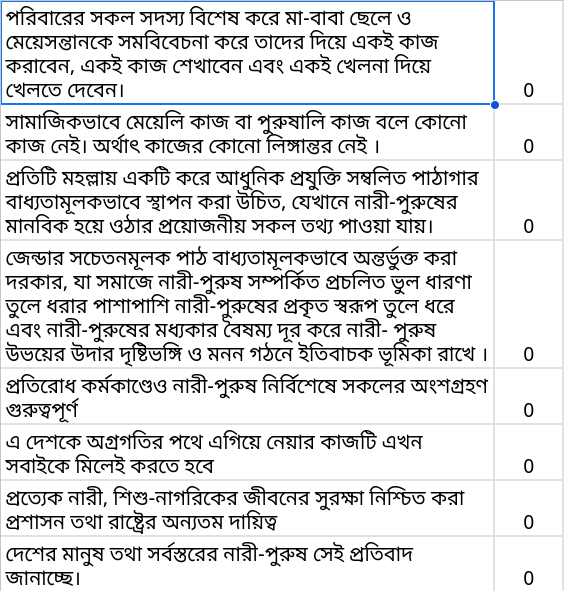 পরিবারের সকল সদস্য বিশেষ করে মা-বাবা ছেলে ও
মেয়েসন্তানকে সমবিবেচনা করে তাদের দিয়ে একই কাজ
করাবেন, একই কাজ শেখাবেন এবং একই খেলনা দিয়ে
খেলতে দেবেন।
0
সামাজিকভাবে মেয়েলি কাজ বা পুরুষালি কাজ বলে কোনো
কাজ নেই। অর্থাৎ কাজের কোনো লিঙ্গান্তর নেই ।
0
প্রতিটি মহল্লায় একটি করে আধুনিক প্রযুক্তি সম্বলিত পাঠাগার
বাধ্যতামূলকভাবে স্থাপন করা উচিত, যেখানে নারী-পুরুষের
মানবিক হয়ে ওঠার প্রয়োজনীয় সকল তথ্য পাওয়া যায়।
0
জেন্ডার সচেতনমূলক পাঠ বাধ্যতামূলকভাবে অন্তর্ভুক্ত করা
দরকার, যা সমাজে নারী-পুরুষ সম্পর্কিত প্রচলিত ভুল ধারণা
তুলে ধরার পাশাপাশি নারী-পুরুষের প্রকৃত স্বরূপ তুলে ধরে
এবং নারী-পুরুষের মধ্যকার বৈষম্য দূর করে নারী- পুরুষ
উভয়ের উদার দৃষ্টিভঙ্গি ও মনন গঠনে ইতিবাচক ভূমিকা রাখে ।
0
প্রতিরোধ কর্মকাণ্ডেও নারী-পুরুষ নির্বিশেষে সকলের অংশগ্রহণ
গুরুত্বপূর্ণ
0
এ দেশকে অগ্রগতির পথে এগিয়ে নেয়ার কাজটি এখন
সবাইকে মিলেই করতে হবে
0
প্রত্যেক নারী, শিশু-নাগরিকের জীবনের সুরক্ষা নিশ্চিত করা
প্রশাসন তথা রাষ্ট্রের অন্যতম দায়িত্ব
0
দেশের মানুষ তথা সর্বস্তরের নারী-পুরুষ সেই প্রতিবাদ
জানাচ্ছে।
0